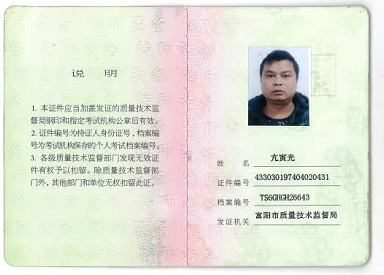 说 明
1. 本证件应当加盖发证的质量技术监
督局钢印和指定考试机构公章后有效。
2. 证件编号为持证人身份证号，档案编
号为考试机构保存的个人考试档案编号。
3. 各级质量技术监督部门发现无效证
件有权予以扣留。除质量技术监督部
门外，其他部门和单位无权扣留此证。
姓 名 亢寅光
证件编号 433030197404020431
档案编号 TS6GHGH26643
发证机关 富阳市质量技术监督局